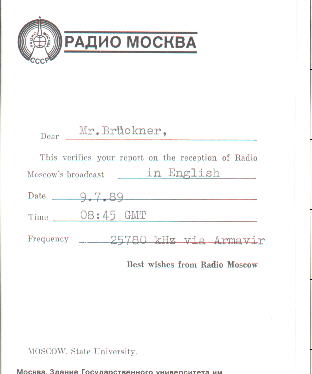 РАДИО МОСКВА
СССР
Dear Mr.Brückner,
This verifies your report on the reception of Radio
Moscow's broadcast in English
Date 9.7.89
Time 08:45 GMT
Frequency 25780 kHz via Armavir
Best wishes from Radio Moscow
MOSCOW. State University.
Москва. Здание Государственного университета им